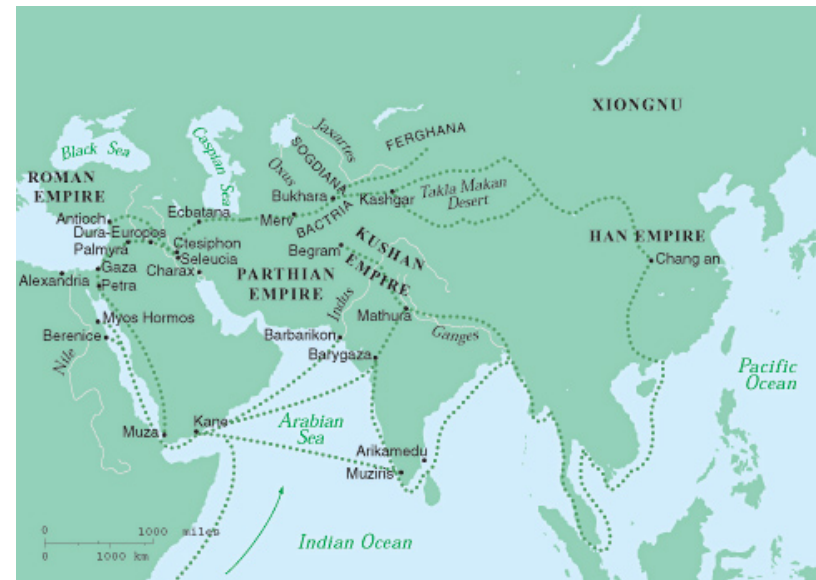 XIONGNU
Black Sea
Caspian Sea
Jaxartes
FERGHANA
SOGDIANA
Oxus
ROMAN
EMPIRE
Bukhara
Kashgar
Takla Makan
Desert
Antioch
Ecbatana
Merv
BACTRIA
Dura-Europos
Palmyra
Ctesiphon
Seleucia
Begram
KUSHAN
EMPIRE
HAN EMPIRE
Chang an
Gaza
Charax
PARTHIAN
EMPIRE
Alexandria
Petra
Indus
Mathura
Myos Hormos
Ganges
Berenice
Barbarikon
Nile
Barygaza
Pacific
Ocean
Muza
Kane
Arabian
Sea
Arikamedu
Muziris
0 1000 miles
0 1000 km
Indian Ocean